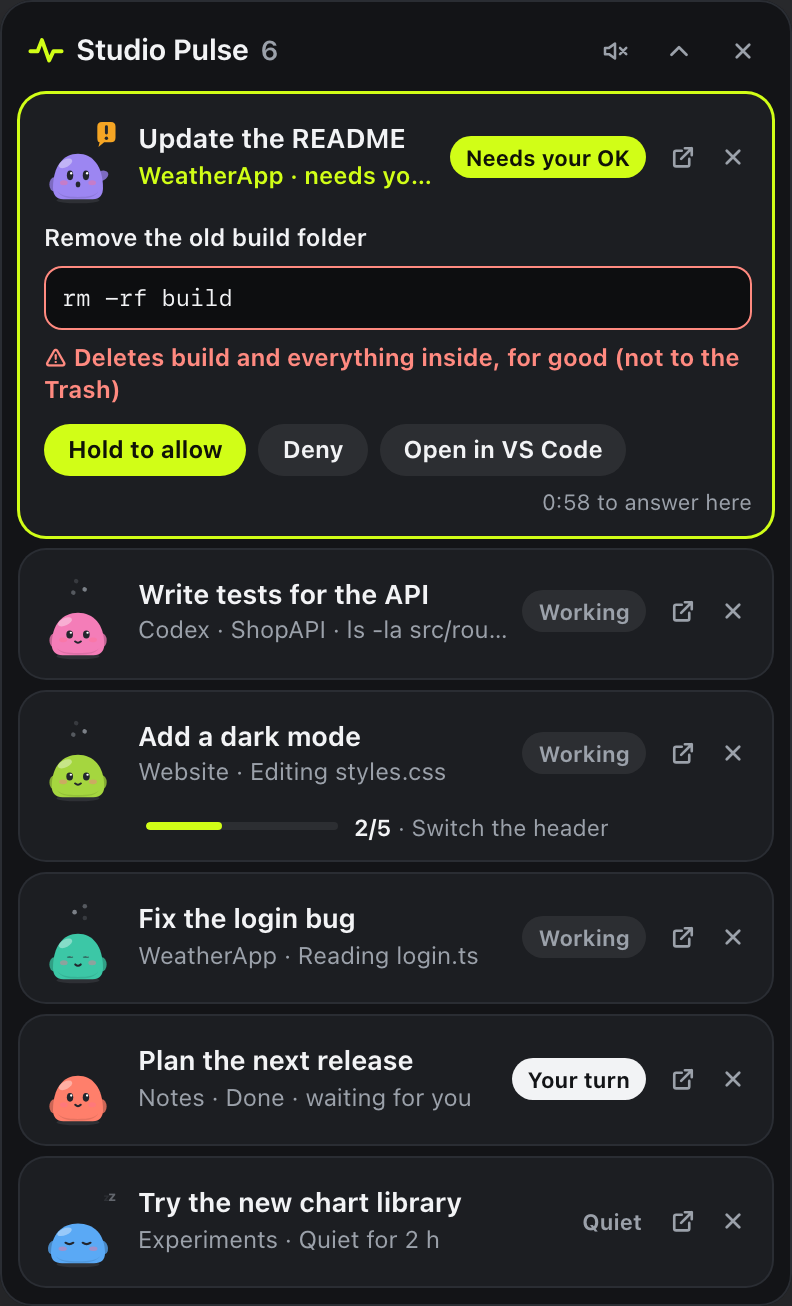 Studio Pulse 6
Update the README
WeatherApp · needs yo...
Needs your OK
Remove the old build folder
rm –rf build
Deletes build and everything inside, for good (not to the
Trash)
Hold to allow
Deny
Open in VS Code
0:58 to answer here
Write tests for the API
Codex · ShopAPI · ls -la src/rou...
Working
Add a dark mode
Website · Editing styles.css
Working
2/5 · Switch the header
Fix the login bug
WeatherApp · Reading login.ts
Working
Plan the next release
Notes · Done · waiting for you
Your turn
z
Try the new chart library
Experiments · Quiet for 2 h
Quiet